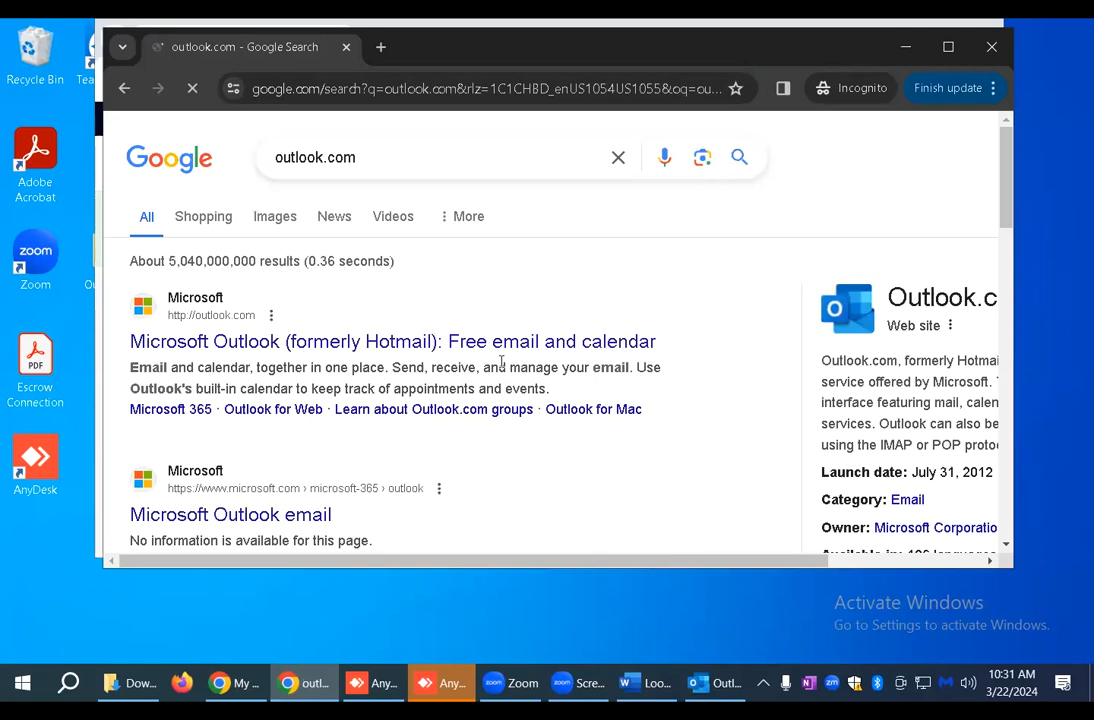 Recycle Bin
Adobe
Acrobat
zoom
Zoom
PDF
Escrow
Connection
AnyDesk
outlook.com - Google Search
google.com/search?q=outlook.com&rlz=1C1CHBD_enUS1054US1055&oq=ou...
Incognito
Finish update
Google
outlook.com
All
Shopping
Images
News
Videos
More
About 5,040,000,000 results (0.36 seconds)
Microsoft
http://outlook.com
Microsoft Outlook (formerly Hotmail): Free email and calendar
Email and calendar, together in one place. Send, receive, and manage your email. Use
Outlook's built-in calendar to keep track of appointments and events.
Microsoft 365 · Outlook for Web · Learn about Outlook.com groups · Outlook for Mac
Microsoft
https://www.microsoft.com › microsoft-365 › outlook
Microsoft Outlook email
No information is available for this page.
Outlook.c
Web site
Outlook.com, formerly Hotma
service offered by Microsoft.
interface featuring mail, calen
services. Outlook can also be
using the IMAP or POP proto
Launch date: July 31, 2012
Category: Email
Owner: Microsoft Corporatio
Activate Windows
Go to Settings to activate Windows.
Dow...
My ...
outl...
Any...
Any...
zoom
Zoom
zoom
Scre...
Loo...
Outl...
10:31 AM
3/22/2024